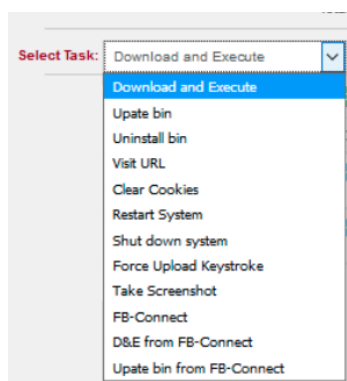 Select Task: Download and Execute
Download and Execute
Upate bin
Uninstall bin
Visit URL
Clear Cookies
Restart System
Shut down system
Force Upload Keystroke
Take Screenshot
FB-Connect
D&E from FB-Connect
Upate bin from FB-Connect